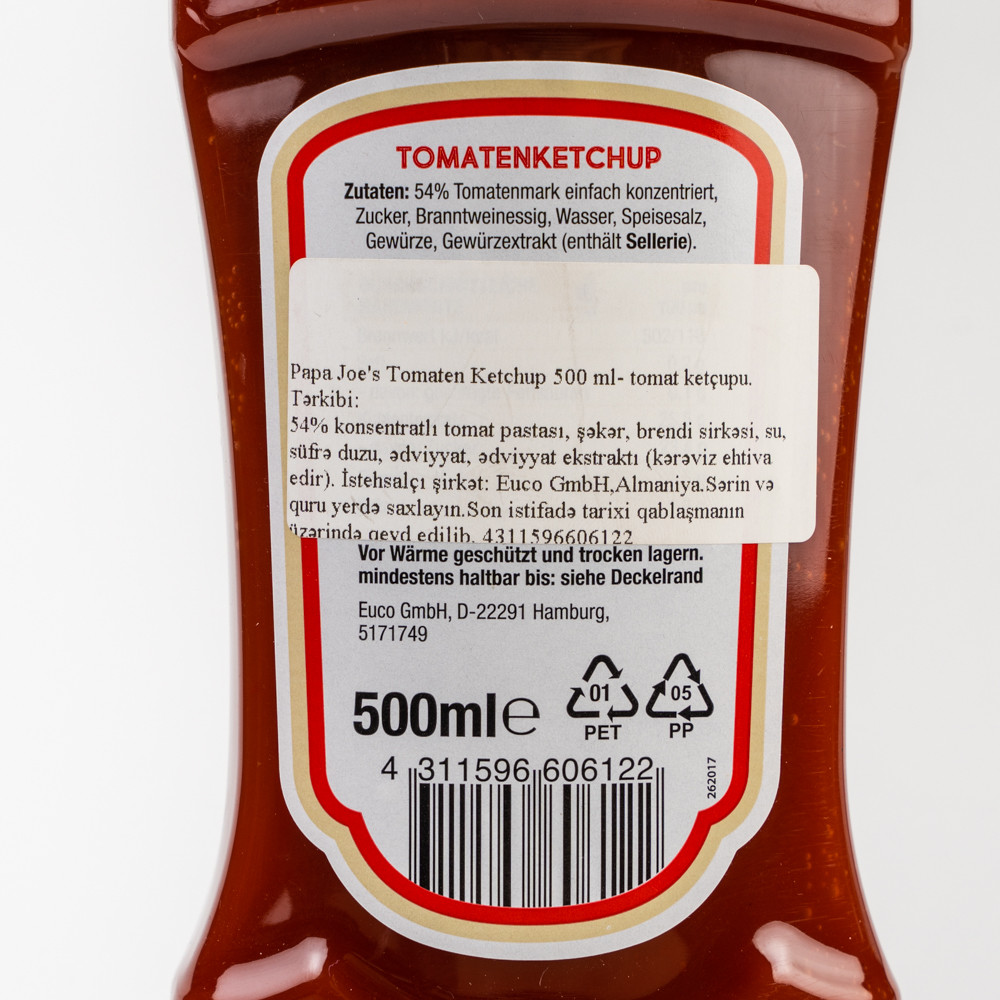 TOMATENKETCHUP
Zutaten: 54% Tomatenmark einfach konzentriert,
Zucker, Branntweinessig, Wasser, Speisesalz,
Gewürze, Gewürzextrakt (enthält Sellerie).
Papa Joe's Tomaten Ketchup 500 ml- tomat ketçupu.
Tərkibi:
54% konsentratlı tomat pastası, şəkər, brendi sirkəsi, su,
süfrə duzu, ədviyyat, ədviyyat ekstraktı (kərəviz ehtiva
edir). İstehsalçı şirkət: Euco GmbH,Almaniya.Sərin və
quru yerdə saxlayın.Son istifadə tarixi qablaşmanın
üzərində qeyd edilib. 4311596606122
Vor Wärme geschützt und trocken lagern.
mindestens haltbar bis: siehe Deckelrand
Euco GmbH, D-22291 Hamburg,
5171749
500ml℮
01 05
PET PP
262017
4 311596 606122